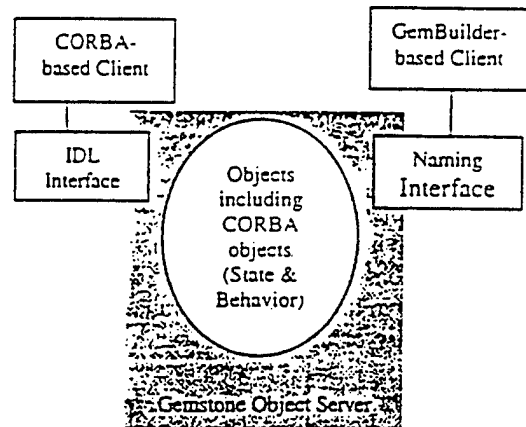 CORBA-
based Client
GemBuilder-
based Client
IDL
Interface
Naming
Interface
Objects
including
CORBA
objects
(State &
Behavior)
Gemstone Object Server